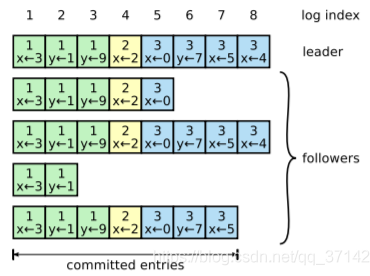 1 2 3 4 5 6 7 8 log index
1 1 1 2 3 3 3 3
x←3 y←1 y←9 x←2 x←0 y←7 x←5 x←4 leader
1 1 1 2 3
x←3 y←1 y←9 x←2 x←0
1 1 1 2 3 3 3 3
x←3 y←1 y←9 x←2 x←0 y←7 x←5 x←4
followers
1 1
x←3 y←1
1 1 1 2 3 3 3
x←3 y←1 y←9 x←2 x←0 y←7 x←5
https://blog.csdn.net/qq_37142
committed entries